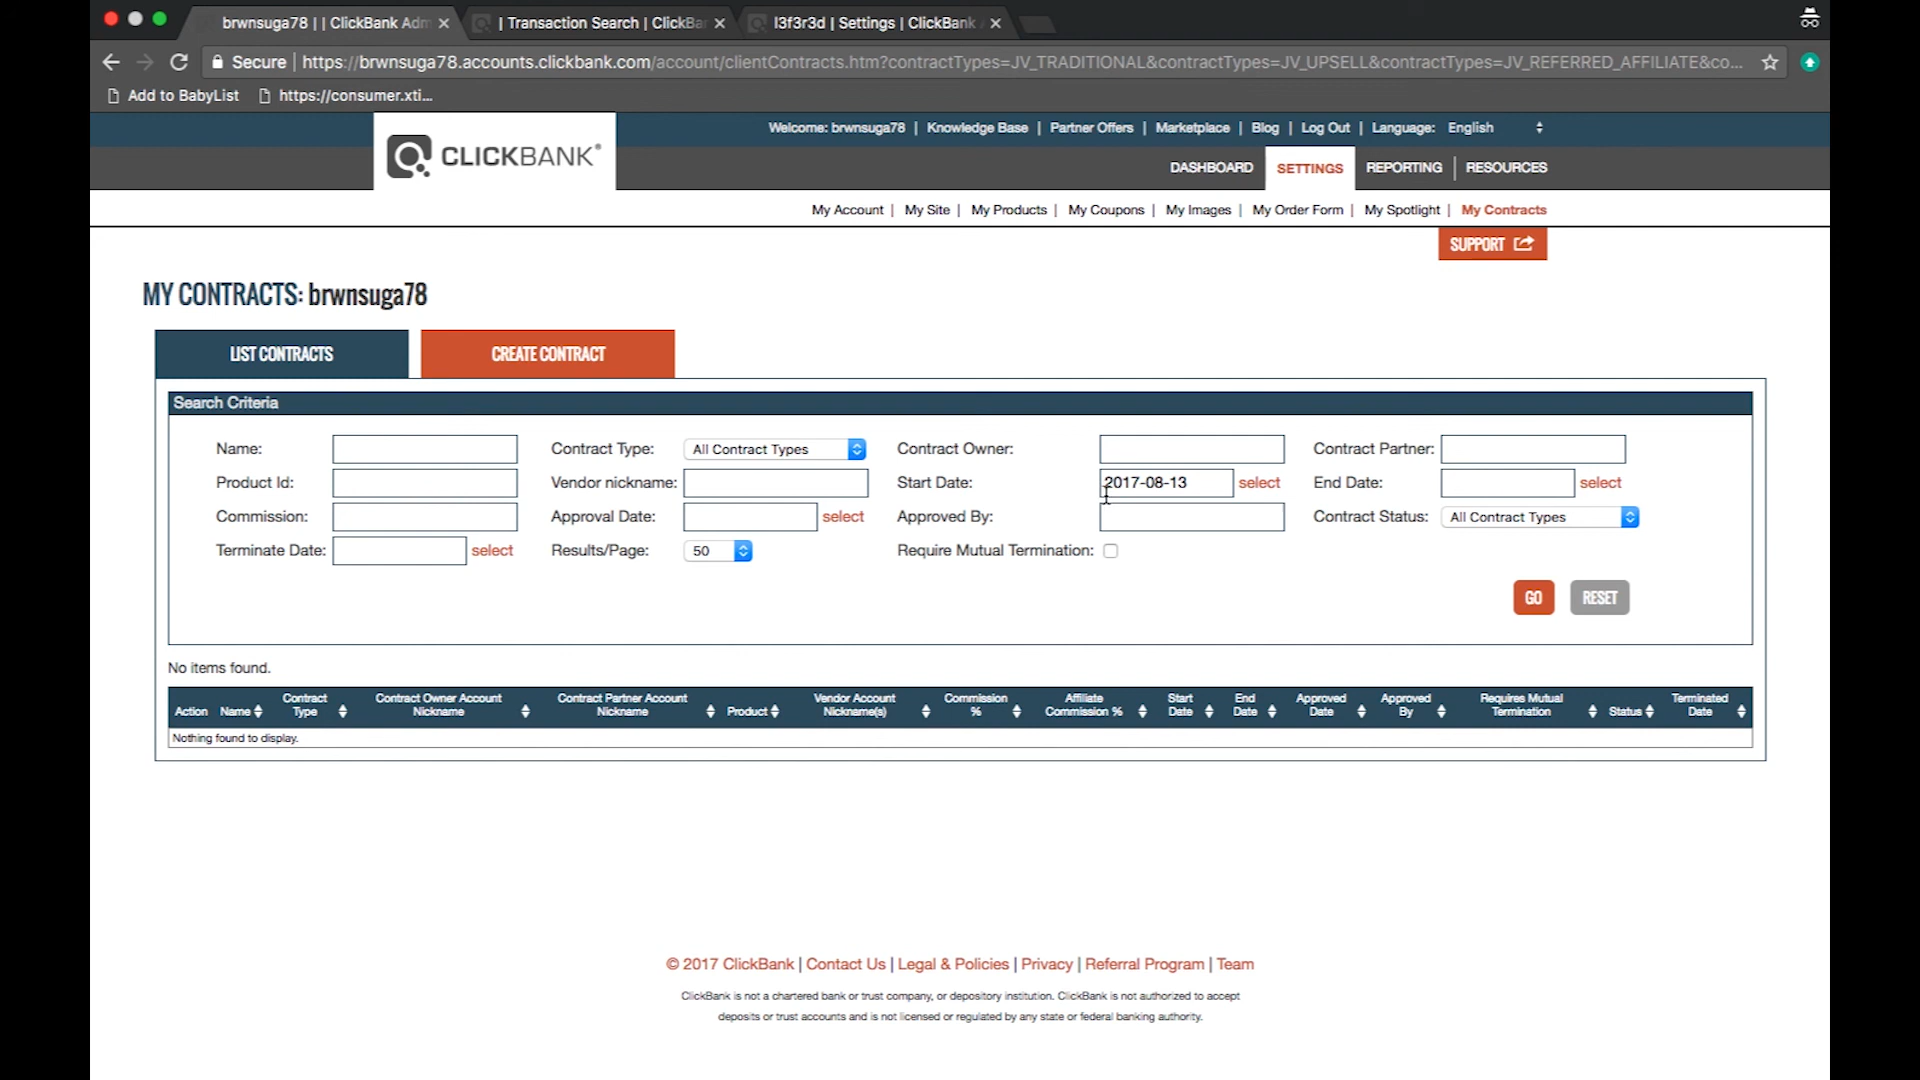 brwnsuga78 | | ClickBank Adm
| Transaction Search | ClickBa
l3f3r3d | Settings | ClickBank
Secure | https://brwnsuga78.accounts.clickbank.com/account/clientContracts.htm?contractTypes=JV_TRADITIONAL&contractTypes=JV_UPSELL&contractTypes=JV_REFERRED_AFFILIATE&co...
Add to BabyList https://consumer.xti...
Welcome: brwnsuga78 | Knowledge Base | Partner Offers | Marketplace | Blog | Log Out | Language: English
CLICKBANK®
DASHBOARD SETTINGS REPORTING | RESOURCES
My Account | My Site | My Products | My Coupons | My Images | My Order Form | My Spotlight | My Contracts
SUPPORT
MY CONTRACTS: brwnsuga78
LIST CONTRACTS CREATE CONTRACT
Search Criteria
Name: Contract Type: All Contract Types Contract Owner: Contract Partner:
Product Id: Vendor nickname: Start Date: 2017-08-13 select End Date: select
Commission: Approval Date: select Approved By: Contract Status: All Contract Types
Terminate Date: select Results/Page: 50 Require Mutual Termination:
GO RESET
No items found.
Action Name Contract Type Contract Owner Account Nickname Contract Partner Account Nickname Product Vendor Account Nickname(s) Commission % Affiliate Commission % Start Date End Date Approved Date Approved By Requires Mutual Termination Status Terminated Date
Nothing found to display.
© 2017 ClickBank | Contact Us | Legal & Policies | Privacy | Referral Program | Team
ClickBank is not a chartered bank or trust company, or depository institution. ClickBank is not authorized to accept
deposits or trust accounts and is not licensed or regulated by any state or federal banking authority.